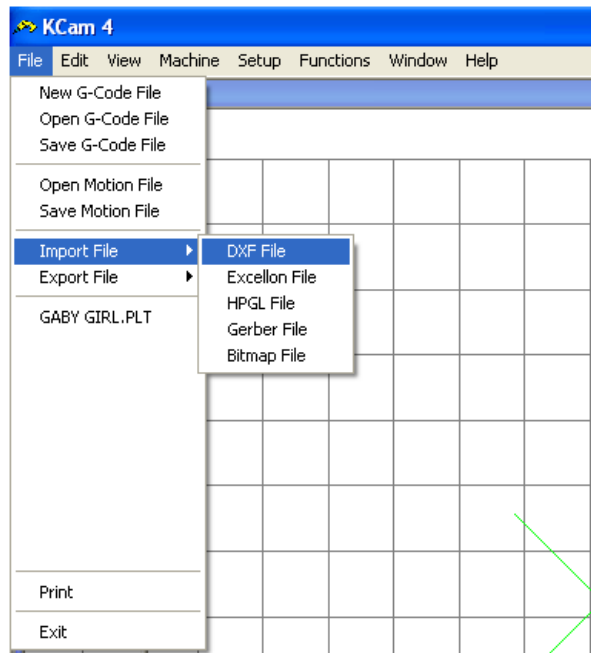 KCam 4
File Edit View Machine Setup Functions Window Help
New G-Code File
Open G-Code File
Save G-Code File
Open Motion File
Save Motion File
Import File
Export File
GABY GIRL.PLT
Print
Exit
DXF File
Excellon File
HPGL File
Gerber File
Bitmap File